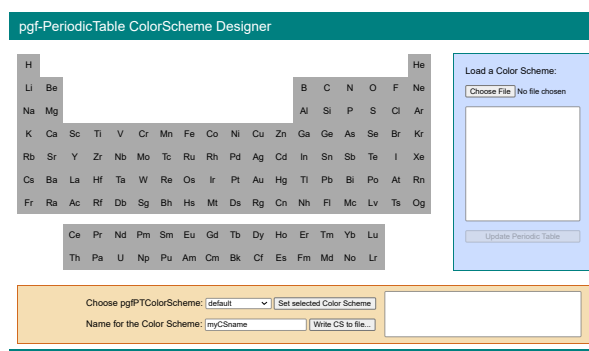 pgf-PeriodicTable ColorScheme Designer
H He
Li Be B C N O F Ne
Na Mg Al Si P S Cl Ar
K Ca Sc Ti V Cr Mn Fe Co Ni Cu Zn Ga Ge As Se Br Kr
Rb Sr Y Zr Nb Mo Tc Ru Rh Pd Ag Cd In Sn Sb Te I Xe
Cs Ba La Hf Ta W Re Os Ir Pt Au Hg Tl Pb Bi Po At Rn
Fr Ra Ac Rf Db Sg Bh Hs Mt Ds Rg Cn Nh Fl Mc Lv Ts Og
Ce Pr Nd Pm Sm Eu Gd Tb Dy Ho Er Tm Yb Lu
Th Pa U Np Pu Am Cm Bk Cf Es Fm Md No Lr
Load a Color Scheme:
Choose File No file chosen
Update Periodic Table
Choose pgfPTColorScheme: default Set selected Color Scheme
Name for the Color Scheme: myCSname Write CS to file...